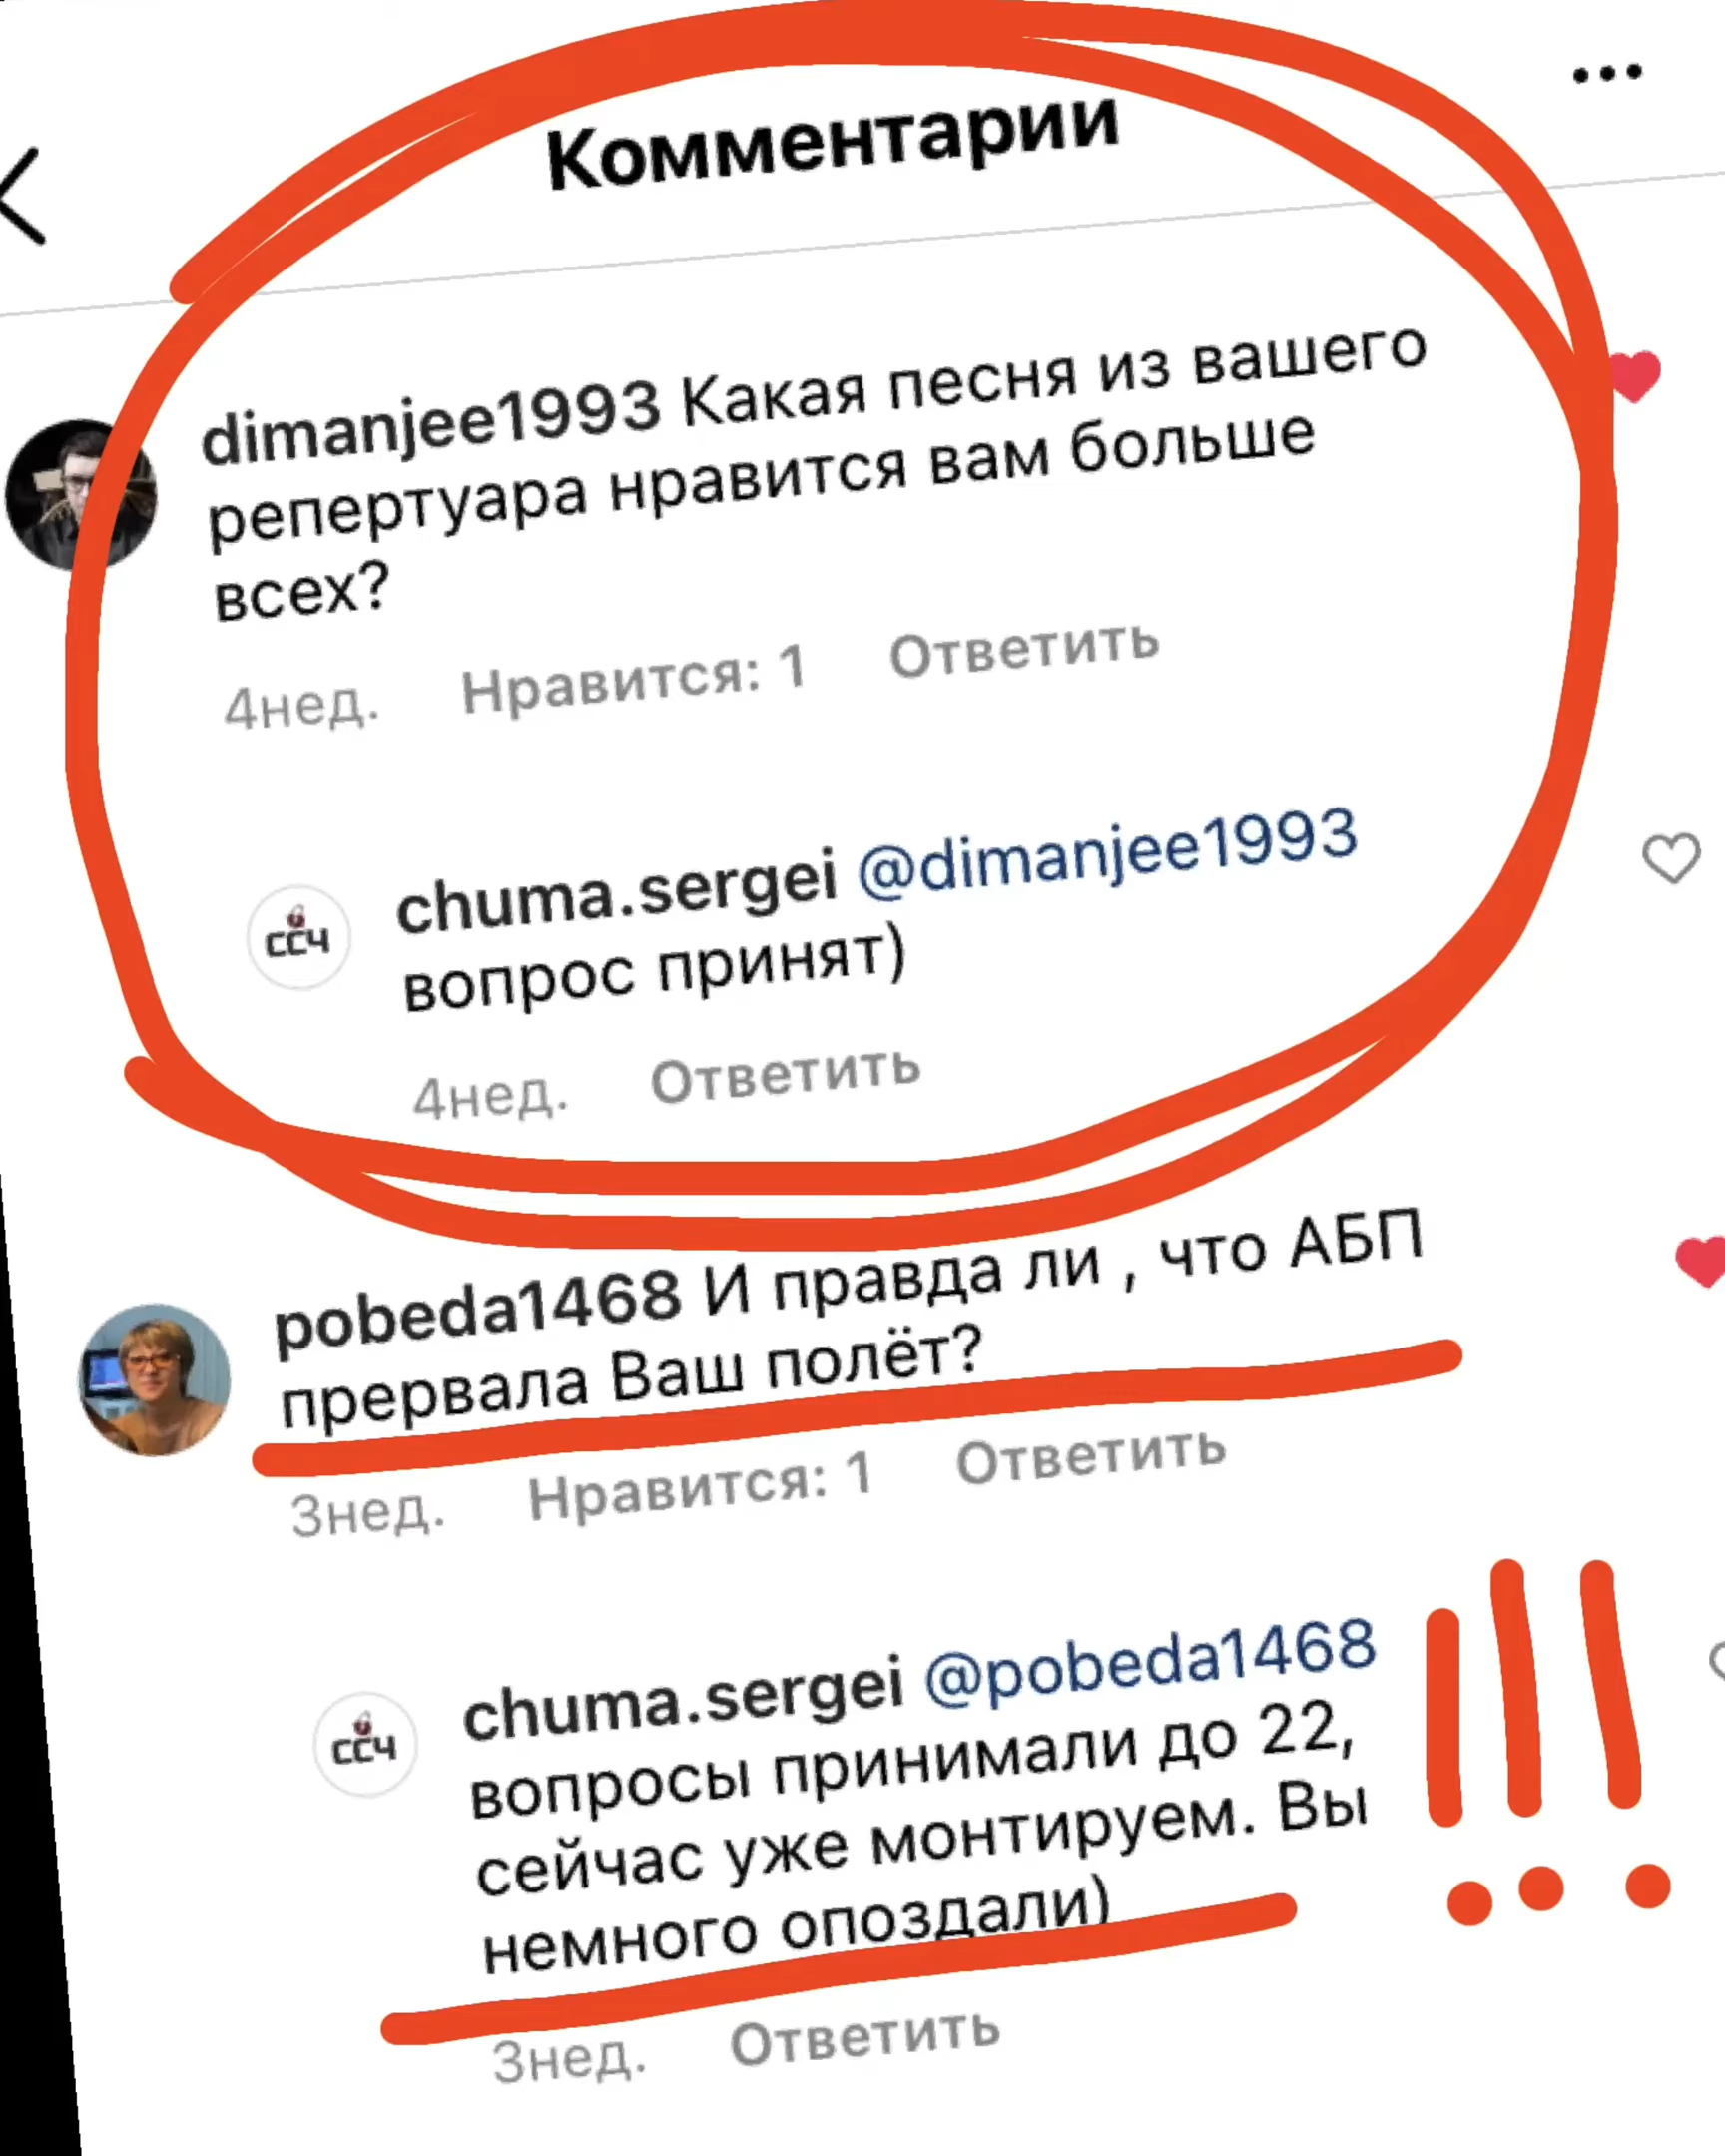 Комментарии
dimanjee1993 Какая песня из вашего
репертуара нравится вам больше
всех?
4нед. Нравится: 1 Ответить
chuma.sergei @dimanjee1993
вопрос принят)
ССЧ
4нед. Ответить
pobeda1468 И правда ли , что АБП
прервала Ваш полёт?
3нед. Нравится: 1 Ответить
chuma.sergei @pobeda1468
вопросы принимали до 22,
ССЧ
сейчас уже монтируем. Вы
немного опоздали)
!!!
3нед. Ответить